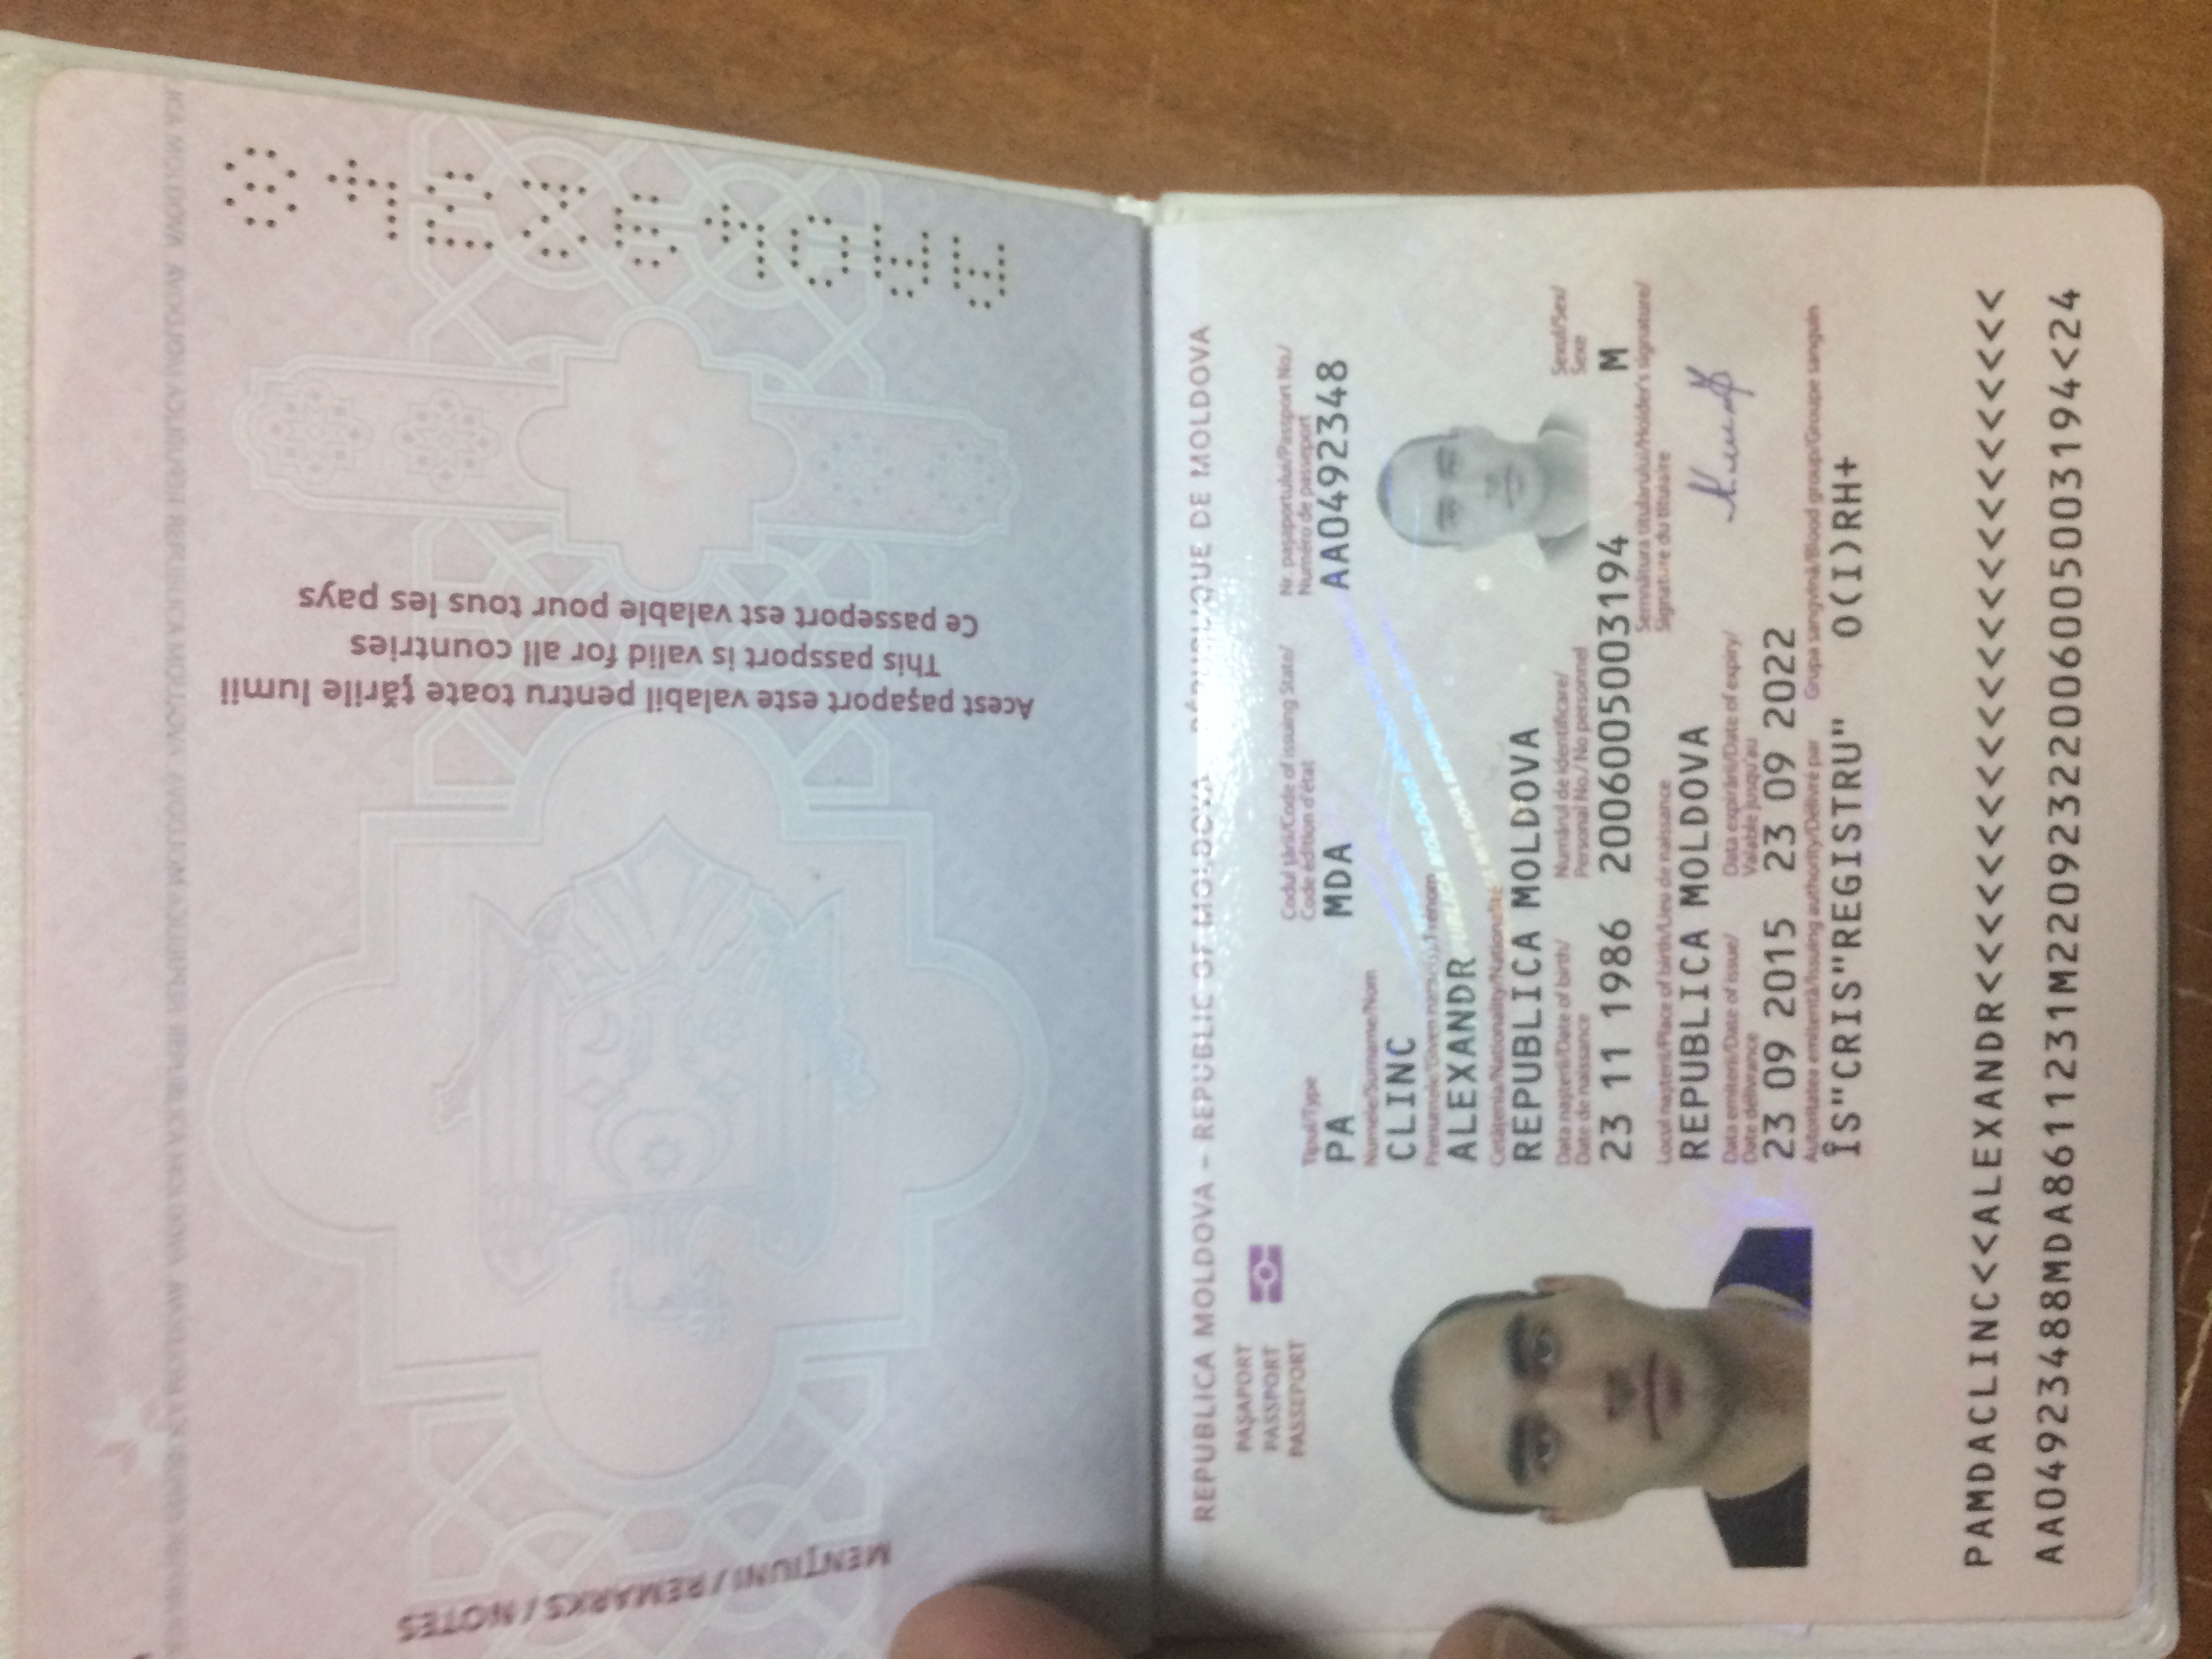 MENŢIUNI / REMARKS / NOTES
Acest paşaport este valabil pentru toate ţările lumii
This passport is valid for all countries
Ce passeport est valable pour tous les pays
REPUBLICA MOLDOVA – REPUBLIC OF MOLDOVA – RÉPUBLIQUE DE MOLDOVA
PAŞAPORT
PASSPORT
PASSEPORT
Tipul/Type
PA
Codul ţării/Code of issuing State/
Code édition d'état
MDA
Nr. paşaportului/Passport No./
Numéro de passeport
AA0492348
Numele/Surname/Nom
CLINC
Prenumele/Given name(s)/Prénom
ALEXANDR
Cetăţenia/Nationality/Nationalité
REPUBLICA MOLDOVA
Data naşterii/Date of birth/
Date de naissance
23 11 1986
Numărul de identificare/
Personal No./ No personnel
2006005003194
Sexul/Sex/
Sexe
M
Semnătura titularului/Holder's signature/
Signature du titulaire
Locul naşterii/Place of birth/Lieu de naissance
REPUBLICA MOLDOVA
Data emiterii/Date of issue/
Date délivrance
23 09 2015
Data expirării/Date of expiry/
Valable jusqu'au
23 09 2022
Autoritatea emitentă/Issuing authority/Délivré par
ÎS"CRIS"REGISTRU"
Grupa sangvină/Blood group/Groupe sanguin
O(I)RH+
PAMDACLINC<<ALEXANDR<<<<<<<<<<<<<<<<<<<<<<<<
AA04923488MDA8611231M22092322006005003194<24